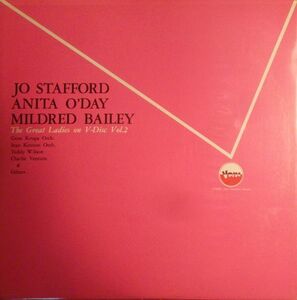 JO STAFFORD
ANITA O'DAY
MILDRED BAILEY
The Great Ladies on V-Disc Vol.2
Gene Krupa Orch.
Stan Kenton Orch.
Teddy Wilson
Charlie Ventura
&
Others